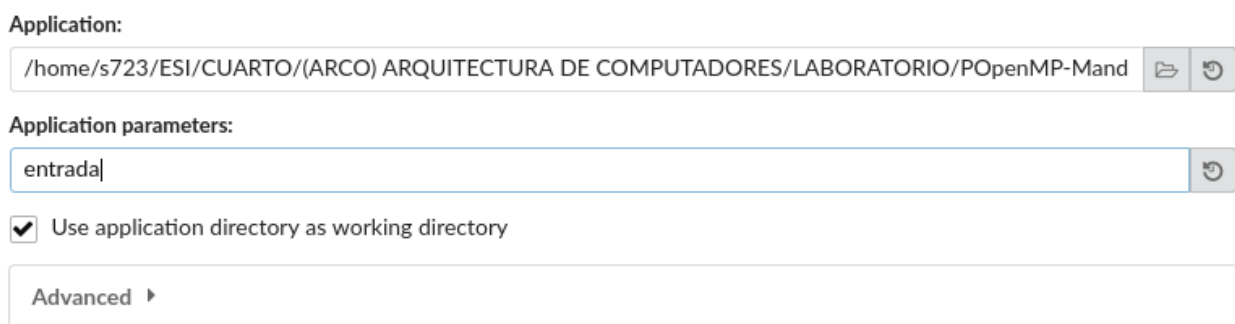 Application:
/home/s723/ESI/CUARTO/(ARCO) ARQUITECTURA DE COMPUTADORES/LABORATORIO/POpenMP-Mand
Application parameters:
entrada
Use application directory as working directory
Advanced